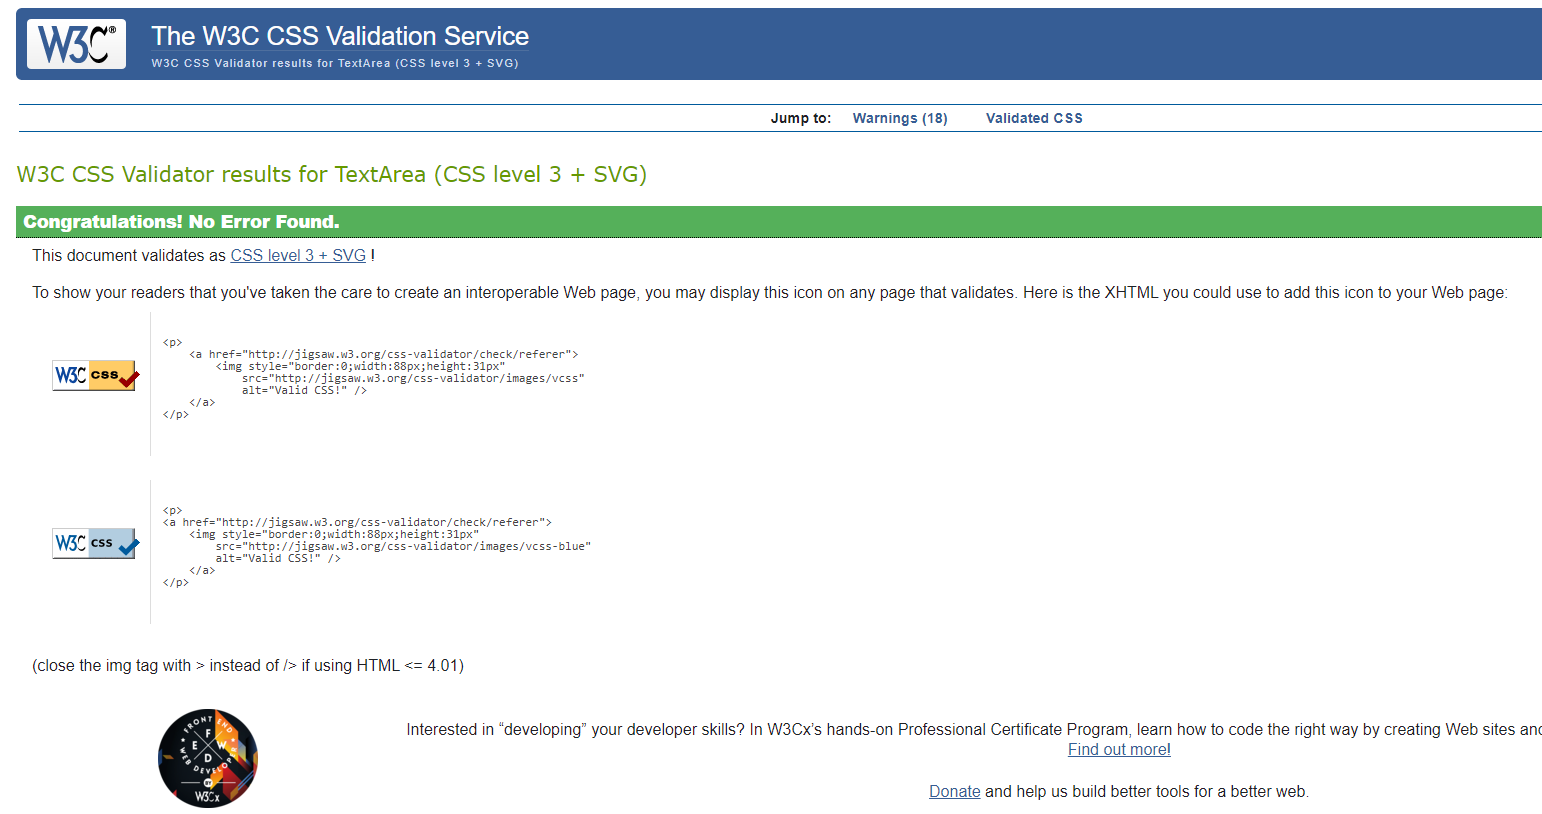 W3C®
The W3C CSS Validation Service
W3C CSS Validator results for TextArea (CSS level 3 + SVG)
Jump to: Warnings (18) Validated CSS
W3C CSS Validator results for TextArea (CSS level 3 + SVG)
Congratulations! No Error Found.
This document validates as CSS level 3 + SVG !
To show your readers that you've taken the care to create an interoperable Web page, you may display this icon on any page that validates. Here is the XHTML you could use to add this icon to your Web page:
W3C css
<p>
<a href="http://jigsaw.w3.org/css-validator/check/referer">
<img style="border:0;width:88px;height:31px"
src="http://jigsaw.w3.org/css-validator/images/vcss"
alt="Valid CSS!" />
</a>
</p>
W3C css
<p>
<a href="http://jigsaw.w3.org/css-validator/check/referer">
<img style="border:0;width:88px;height:31px"
src="http://jigsaw.w3.org/css-validator/images/vcss-blue"
alt="Valid CSS!" />
</a>
</p>
(close the img tag with > instead of /> if using HTML <= 4.01)
FRONT END
WEB DEVELOPER
F E W D
W3Cx
Interested in “developing” your developer skills? In W3Cx’s hands-on Professional Certificate Program, learn how to code the right way by creating Web sites and
Find out more!
Donate and help us build better tools for a better web.